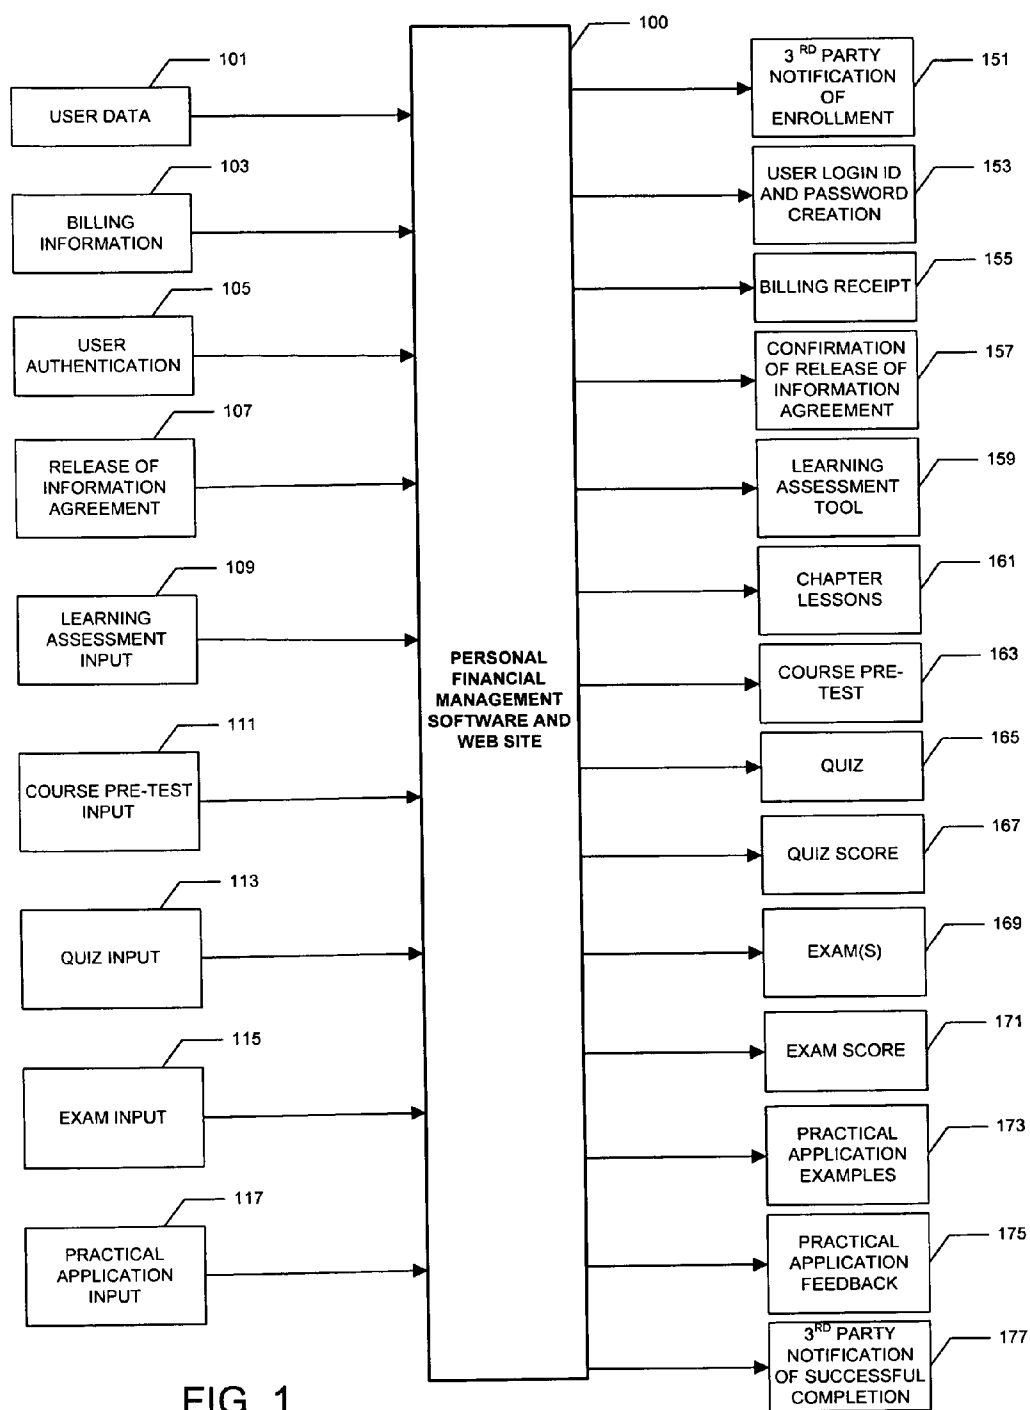 100
101
USER DATA
103
BILLING
INFORMATION
105
USER
AUTHENTICATION
107
RELEASE OF
INFORMATION
AGREEMENT
109
LEARNING
ASSESSMENT
INPUT
111
COURSE PRE-TEST
INPUT
113
QUIZ INPUT
115
EXAM INPUT
117
PRACTICAL
APPLICATION
INPUT
PERSONAL
FINANCIAL
MANAGEMENT
SOFTWARE AND
WEB SITE
3 RD PARTY
NOTIFICATION
OF
ENROLLMENT
151
USER LOGIN ID
AND PASSWORD
CREATION
153
BILLING RECEIPT
155
CONFIRMATION
OF RELEASE OF
INFORMATION
AGREEMENT
157
LEARNING
ASSESSMENT
TOOL
159
CHAPTER
LESSONS
161
COURSE PRE-
TEST
163
QUIZ
165
QUIZ SCORE
167
EXAM(S)
169
EXAM SCORE
171
PRACTICAL
APPLICATION
EXAMPLES
173
PRACTICAL
APPLICATION
FEEDBACK
175
3RD PARTY
NOTIFICATION
OF SUCCESSFUL
COMPLETION
177
FIG. 1